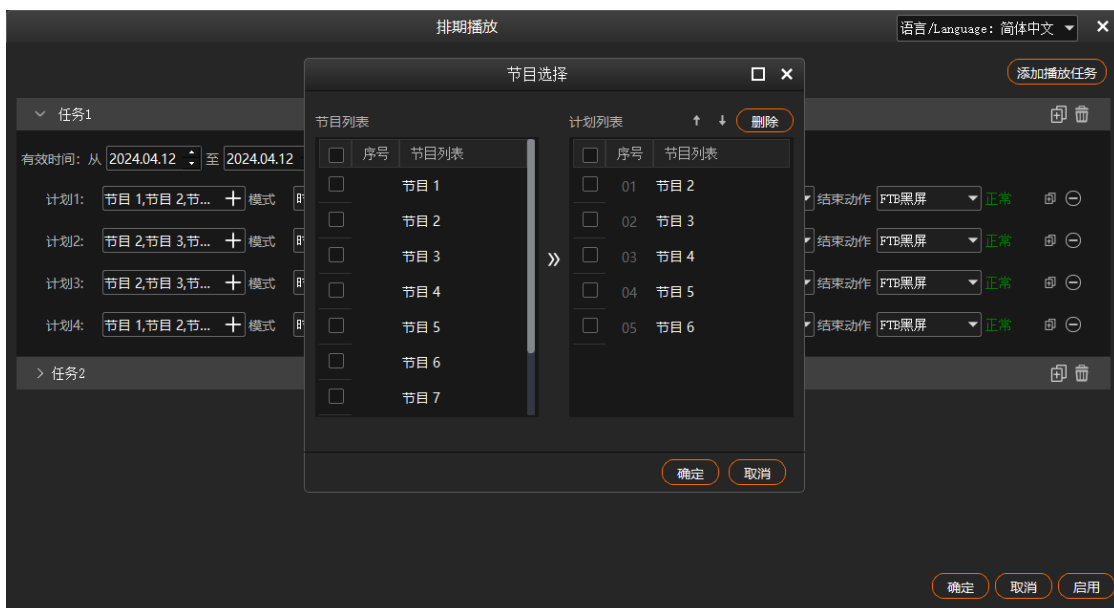 排期播放
语言/Language: 简体中文
添加播放任务
任务1
有效时间: 从 2024.04.12 至 2024.04.12
计划1: 节目 1,节目 2,节... 模式 结束动作 FTB黑屏 正常
计划2: 节目 2,节目 3,节... 模式 结束动作 FTB黑屏 正常
计划3: 节目 2,节目 3,节... 模式 结束动作 FTB黑屏 正常
计划4: 节目 1,节目 2,节... 模式 结束动作 FTB黑屏 正常
任务2
节目选择
节目列表
序号 节目列表
节目 1
节目 2
节目 3
节目 4
节目 5
节目 6
节目 7
计划列表 删除
序号 节目列表
01 节目 2
02 节目 3
03 节目 4
04 节目 5
05 节目 6
确定 取消
确定 取消 启用